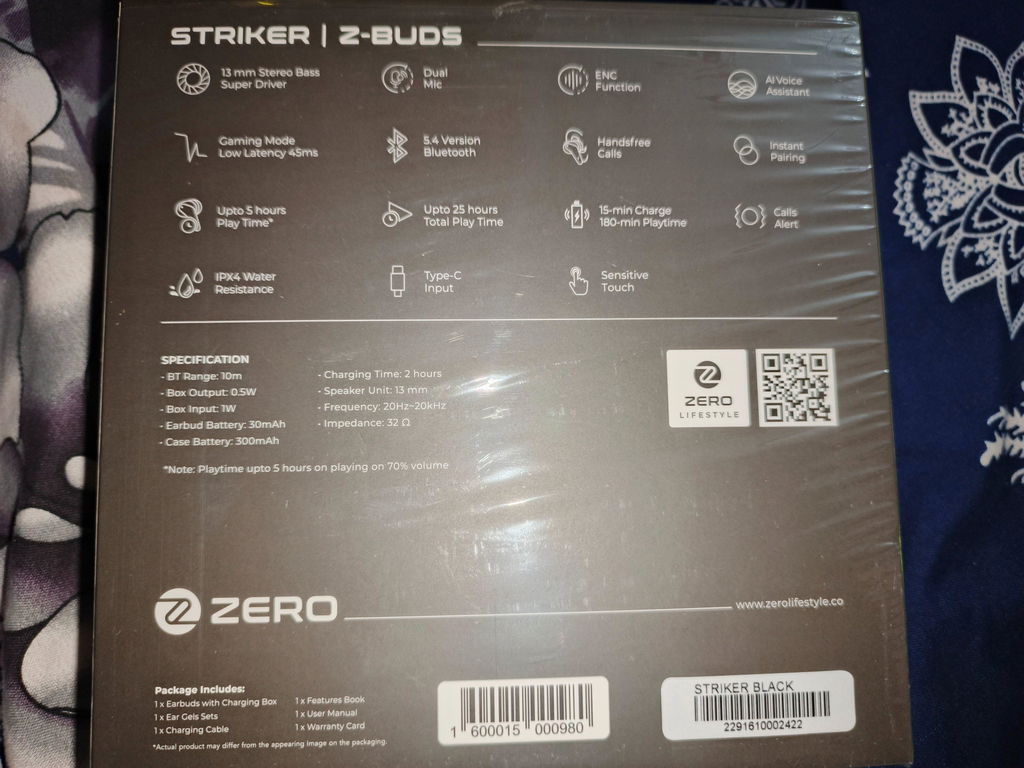 STRIKER | Z-BUDS
13 mm Stereo Bass
Super Driver
Dual
Mic
ENC
Function
AI Voice
Assistant
Gaming Mode
Low Latency 45ms
5.4 Version
Bluetooth
Handsfree
Calls
Instant
Pairing
Upto 5 hours
Play Time*
Upto 25 hours
Total Play Time
15-min Charge
180-min Playtime
Calls
Alert
IPX4 Water
Resistance
Type-C
Input
Sensitive
Touch
SPECIFICATION
- BT Range: 10m
- Box Output: 0.5W
- Box Input: 1W
- Earbud Battery: 30mAh
- Case Battery: 300mAh
- Charging Time: 2 hours
- Speaker Unit: 13 mm
- Frequency: 20Hz~20kHz
- Impedance: 32 Ω
*Note: Playtime upto 5 hours on playing on 70% volume
ZERO
LIFESTYLE
ZERO
www.zerolifestyle.co
Package Includes:
1 x Earbuds with Charging Box
1 x Ear Gels Sets
1 x Charging Cable
1 x Features Book
1 x User Manual
1 x Warranty Card
*Actual product may differ from the appearing image on the packaging.
1 600015 000980
STRIKER BLACK
2291610002422